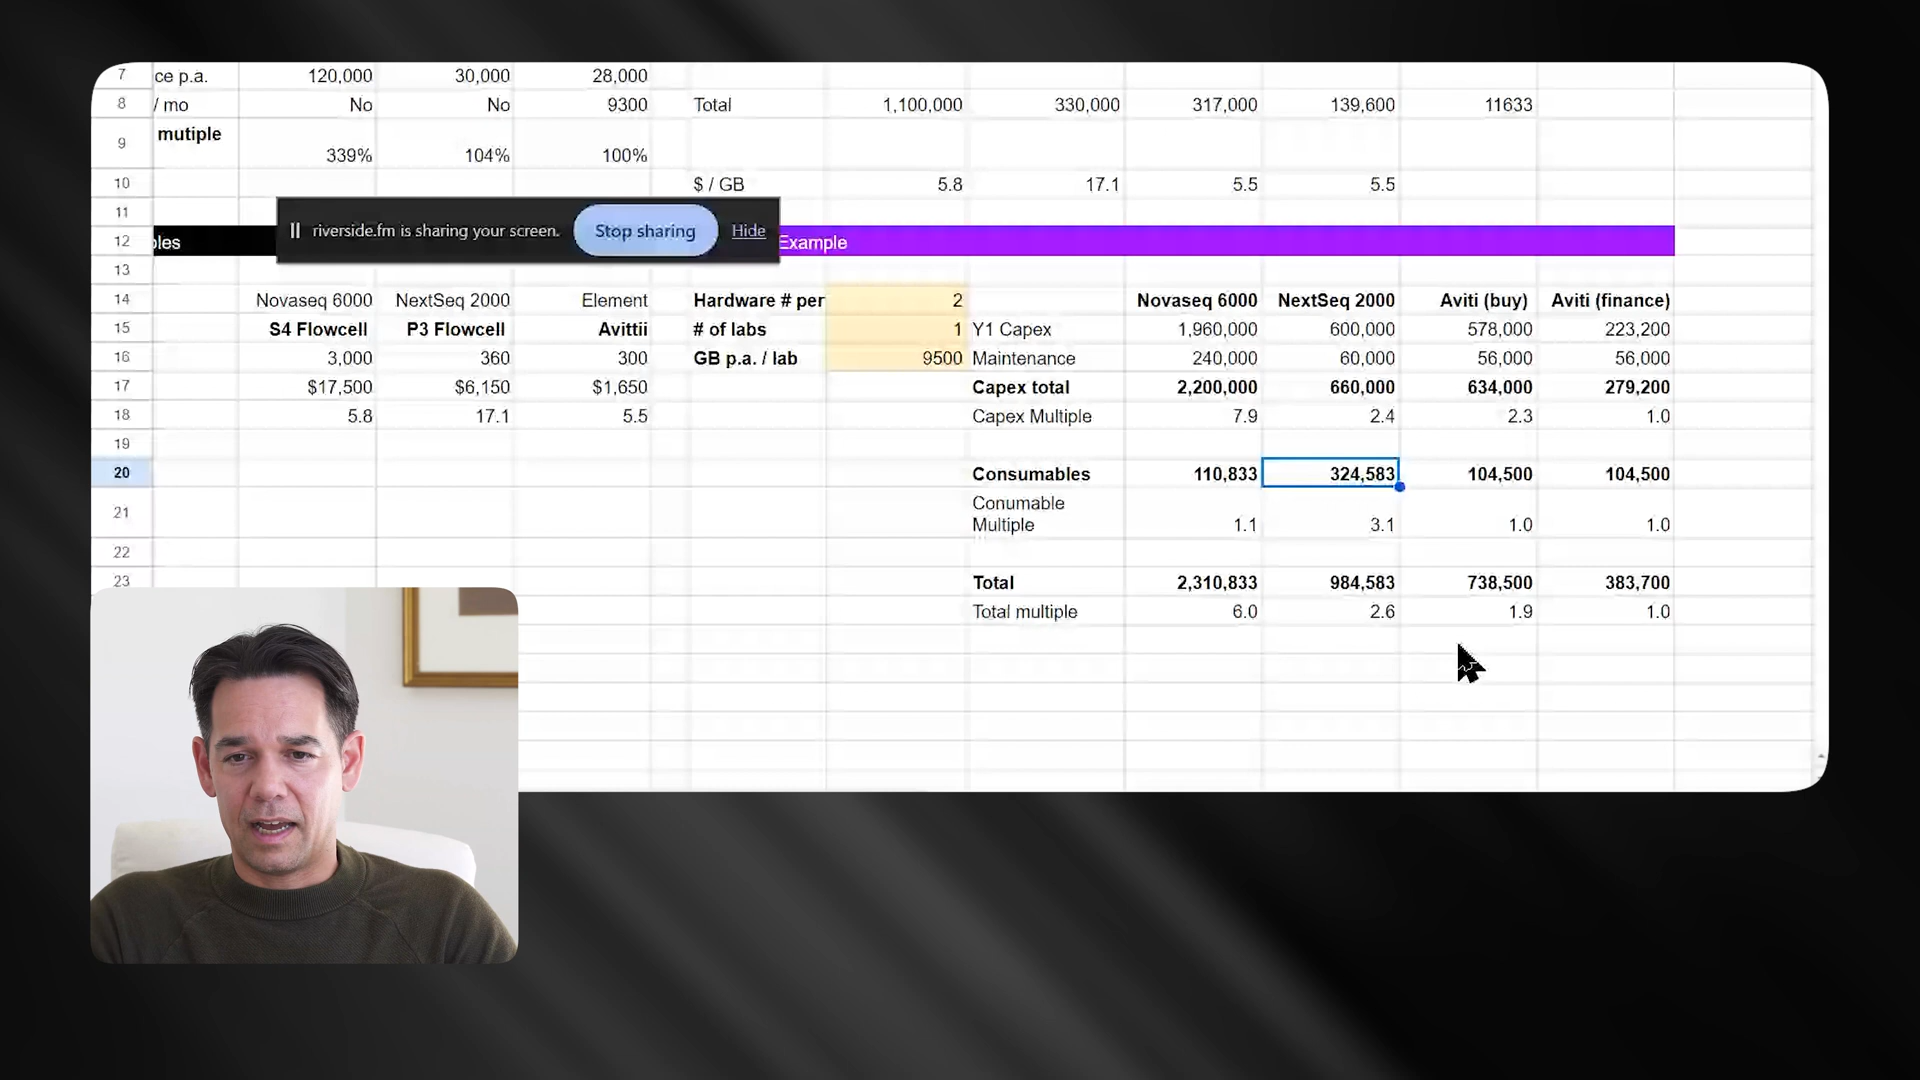 7 ce p.a. 120,000 30,000 28,000
8 / mo No No 9300 Total 1,100,000 330,000 317,000 139,600 11633
mutiple
9 339% 104% 100%
10 $ / GB 5.8 17.1 5.5 5.5
11
riverside.fm is sharing your screen. Stop sharing Hide
12 bles Example
13
14 Novaseq 6000 NextSeq 2000 Element Hardware # per 2 Novaseq 6000 NextSeq 2000 Aviti (buy) Aviti (finance)
15 S4 Flowcell P3 Flowcell Avittii # of labs 1 Y1 Capex 1,960,000 600,000 578,000 223,200
16 3,000 360 300 GB p.a. / lab 9500 Maintenance 240,000 60,000 56,000 56,000
17 $17,500 $6,150 $1,650 Capex total 2,200,000 660,000 634,000 279,200
18 5.8 17.1 5.5 Capex Multiple 7.9 2.4 2.3 1.0
19
20 Consumables 110,833 324,583 104,500 104,500
Conumable
21 Multiple 1.1 3.1 1.0 1.0
22
23 Total 2,310,833 984,583 738,500 383,700
Total multiple 6.0 2.6 1.9 1.0